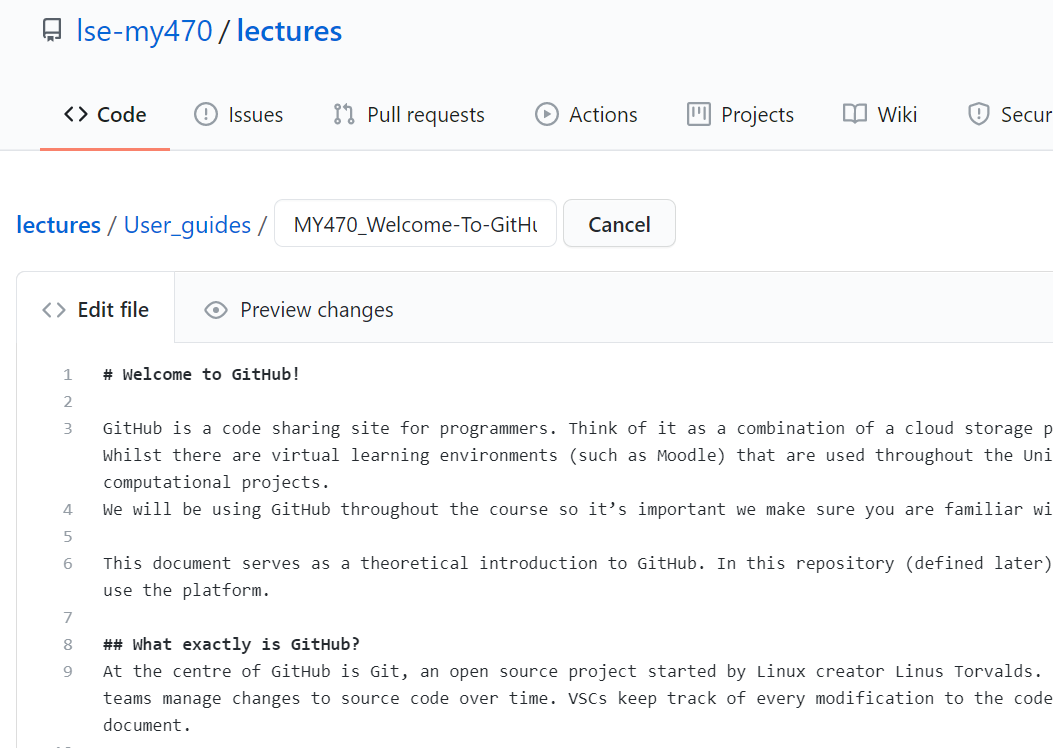 lse-my470 / lectures
Code Issues Pull requests Actions Projects Wiki
lectures / User_guides / MY470_Welcome-To-GitHu Cancel
Edit file Preview changes
1 # Welcome to GitHub!
2
3 GitHub is a code sharing site for programmers. Think of it as a combination of a cloud storage
Whilst there are virtual learning environments (such as Moodle) that are used throughout the Uni
computational projects.
4 We will be using GitHub throughout the course so it’s important we make sure you are familiar wi
5
6 This document serves as a theoretical introduction to GitHub. In this repository (defined later)
use the platform.
7
8 ## What exactly is GitHub?
9 At the centre of GitHub is Git, an open source project started by Linux creator Linus Torvalds.
teams manage changes to source code over time. VSCs keep track of every modification to the code
document.